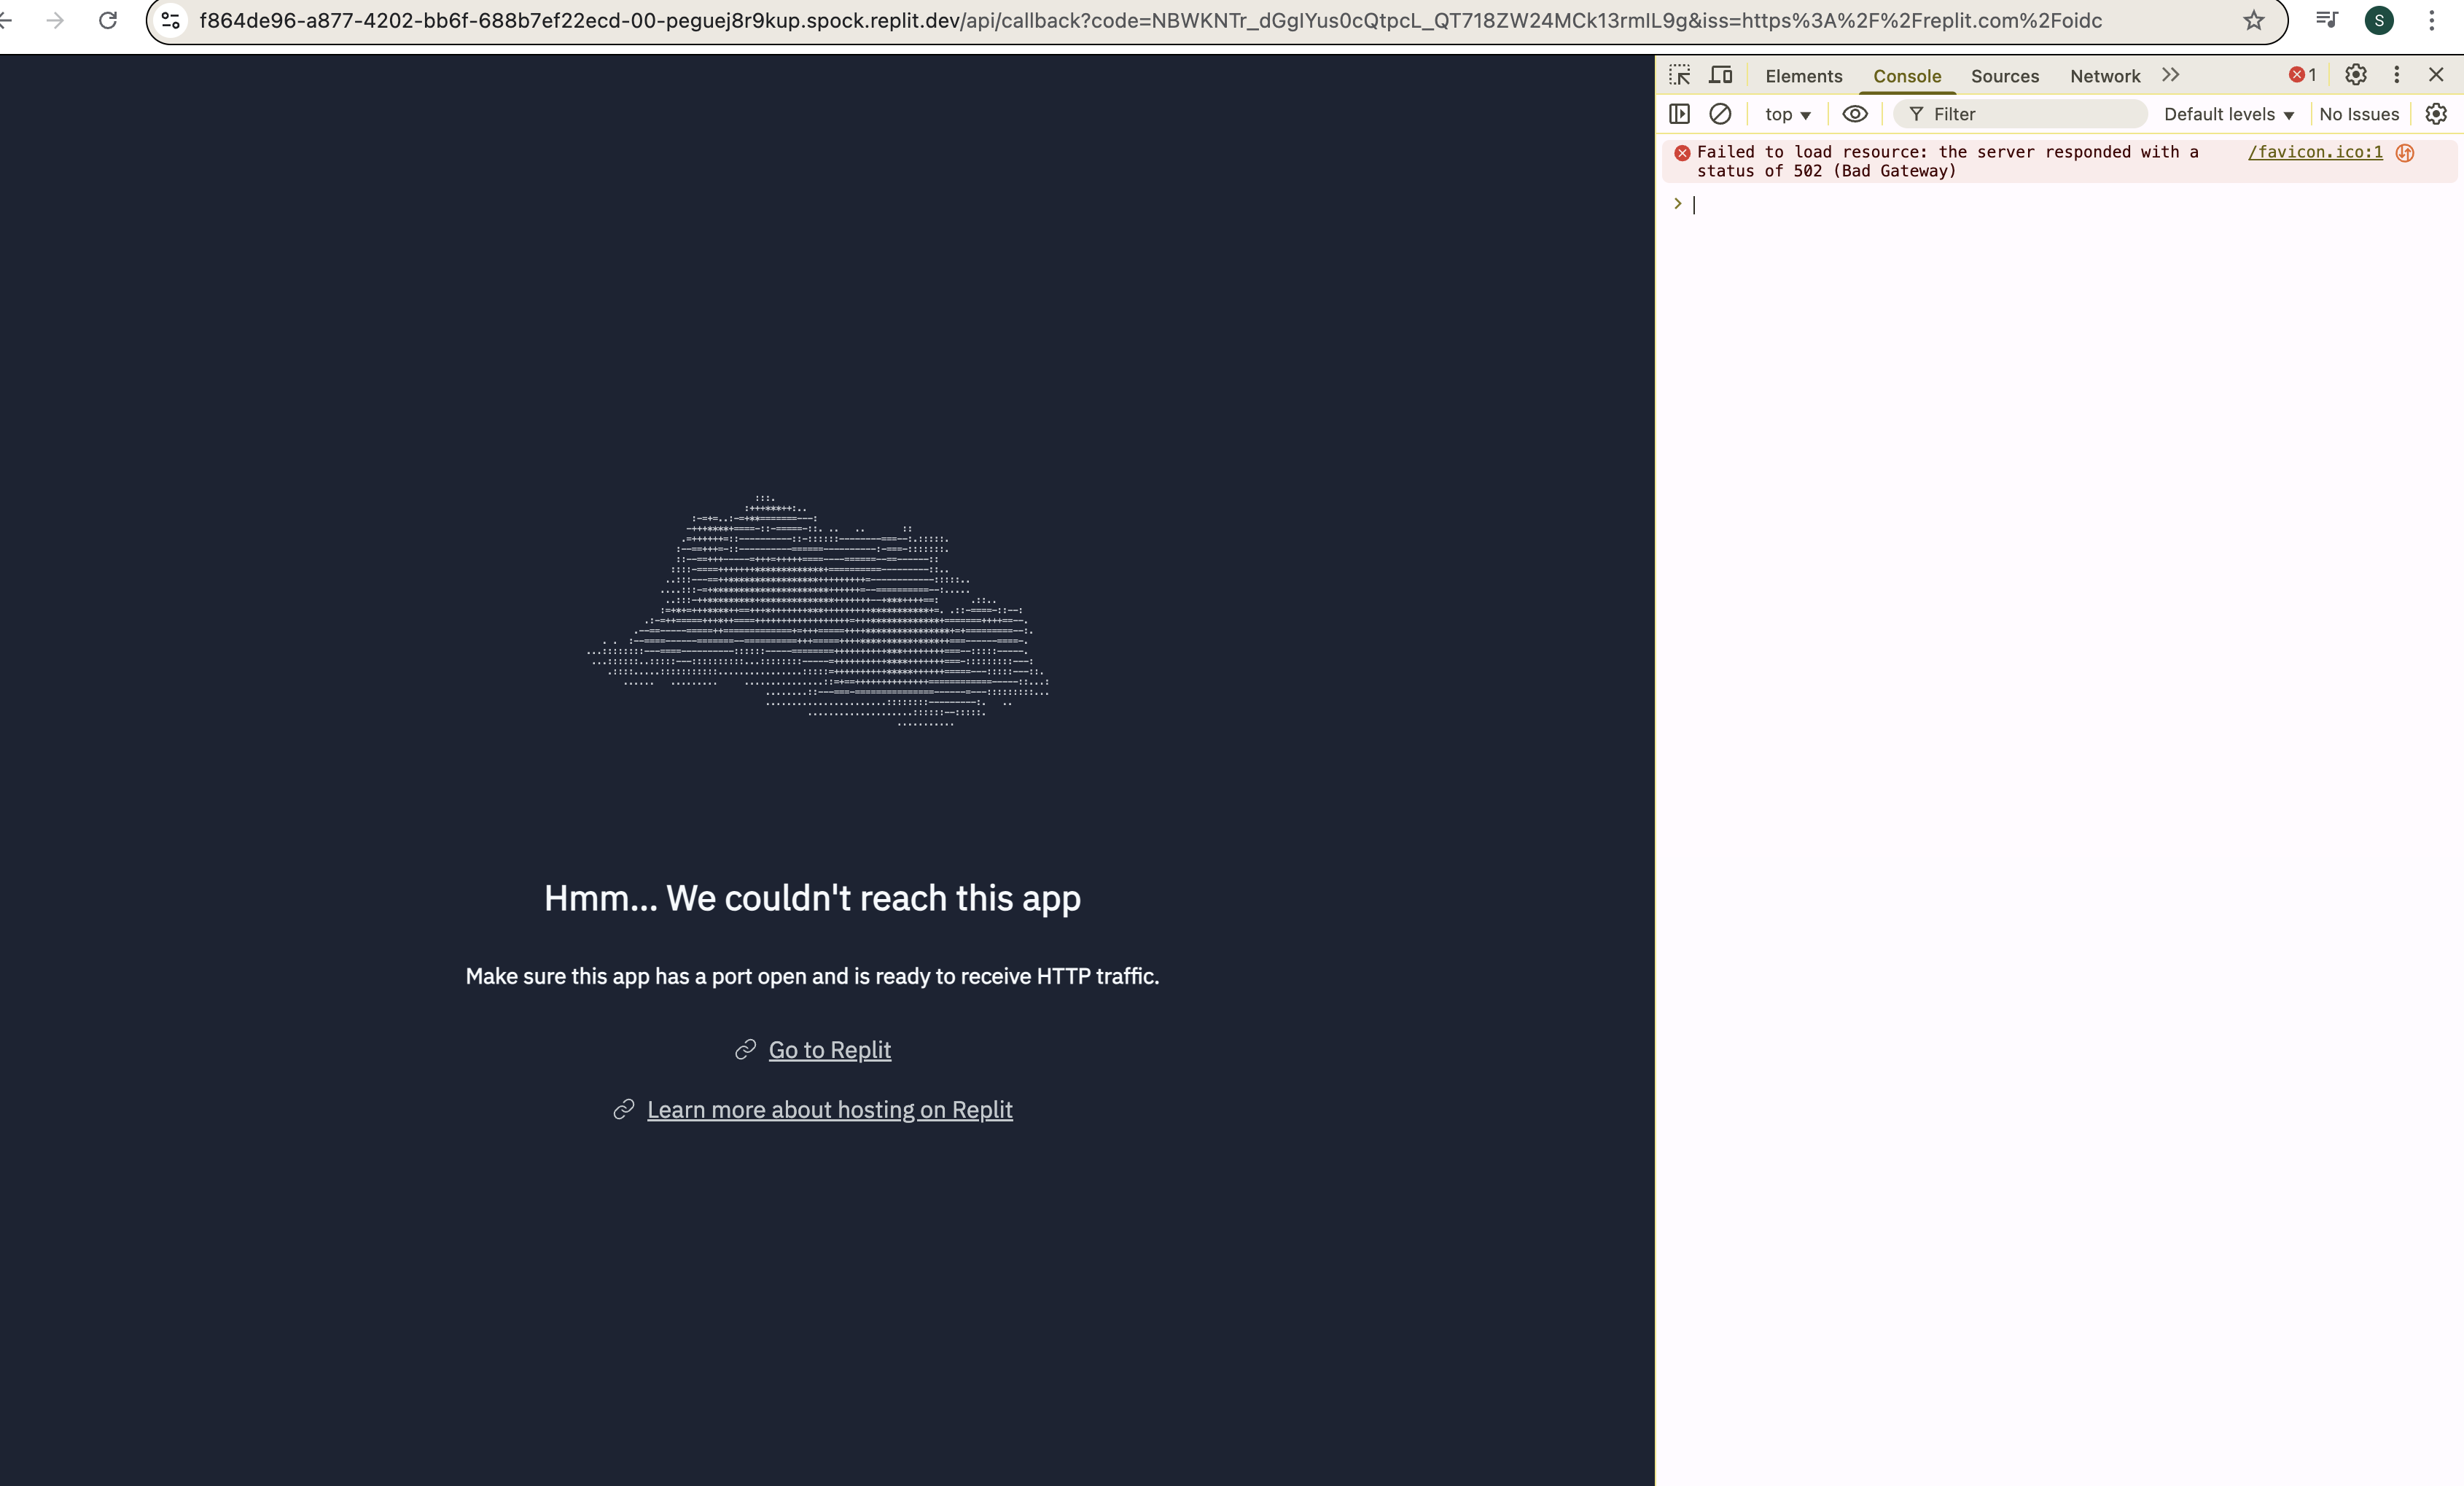 f864de96-a877-4202-bb6f-688b7ef22ecd-00-peguej8r9kup.spock.replit.dev/api/callback?code=NBWKNTr_dGgIYus0cQtpcL_QT718ZW24MCk13rmIL9g&iss=https%3A%2F%2Freplit.com%2Foidc
S
Elements Console Sources Network 1
top Filter Default levels No Issues
Failed to load resource: the server responded with a /favicon.ico:1
status of 502 (Bad Gateway)
Hmm... We couldn't reach this app
Make sure this app has a port open and is ready to receive HTTP traffic.
Go to Replit
Learn more about hosting on Replit